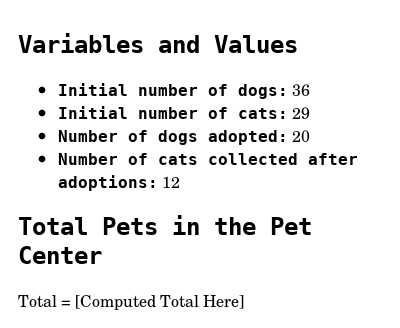 Variables and Values
• Initial number of dogs: 36
• Initial number of cats: 29
• Number of dogs adopted: 20
• Number of cats collected after
adoptions: 12
Total Pets in the Pet
Center
Total = [Computed Total Here]